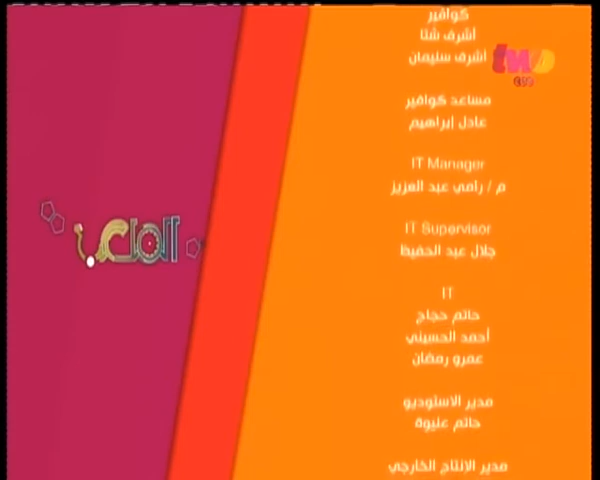 كوافير
أشرف شتا
أشرف سليمان
مساعد كوافير
عادل إبراهيم
IT Manager
م / رامي عبد العزيز
IT Supervisor
جلال عبد الحفيظ
IT
حاتم حجاج
أحمد الحسيني
عمرو رمضان
مدير الاستوديو
حاتم عليوة
مدير الإنتاج الخارجي
الملاعب